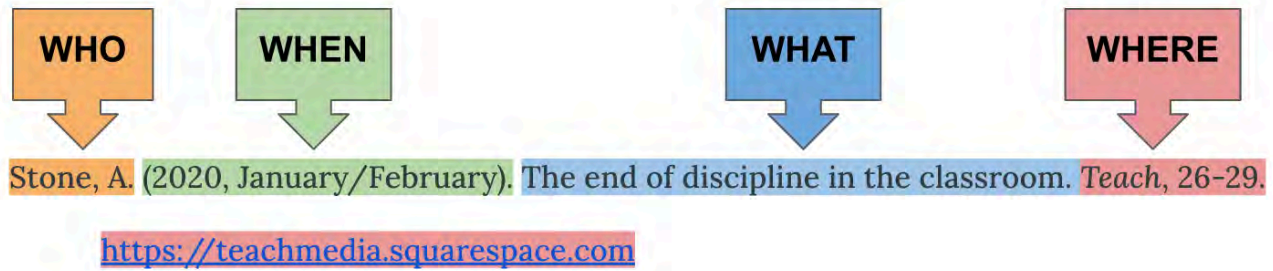 WHO WHEN WHAT WHERE
Stone, A. (2020, January/February). The end of discipline in the classroom. Teach, 26-29.
https://teachmedia.squarespace.com